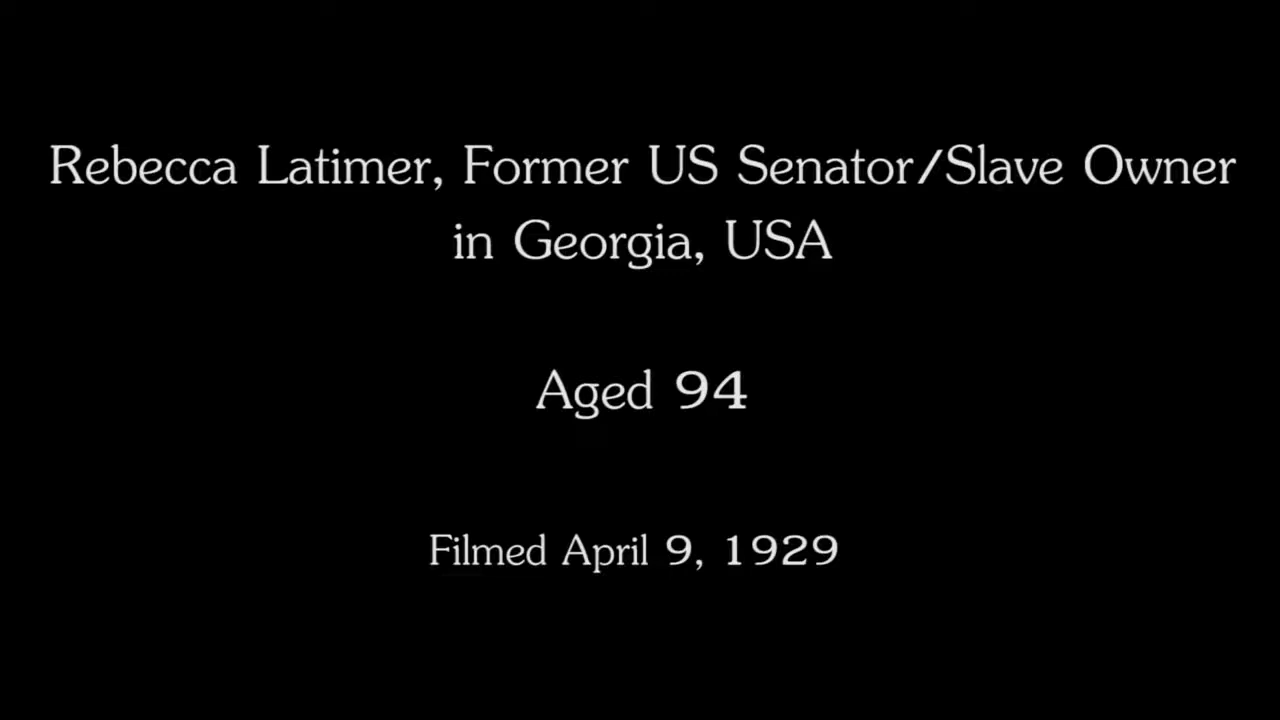 Rebecca Latimer, Former US Senator/Slave Owner
in Georgia, USA
Aged 94
Filmed April 9, 1929